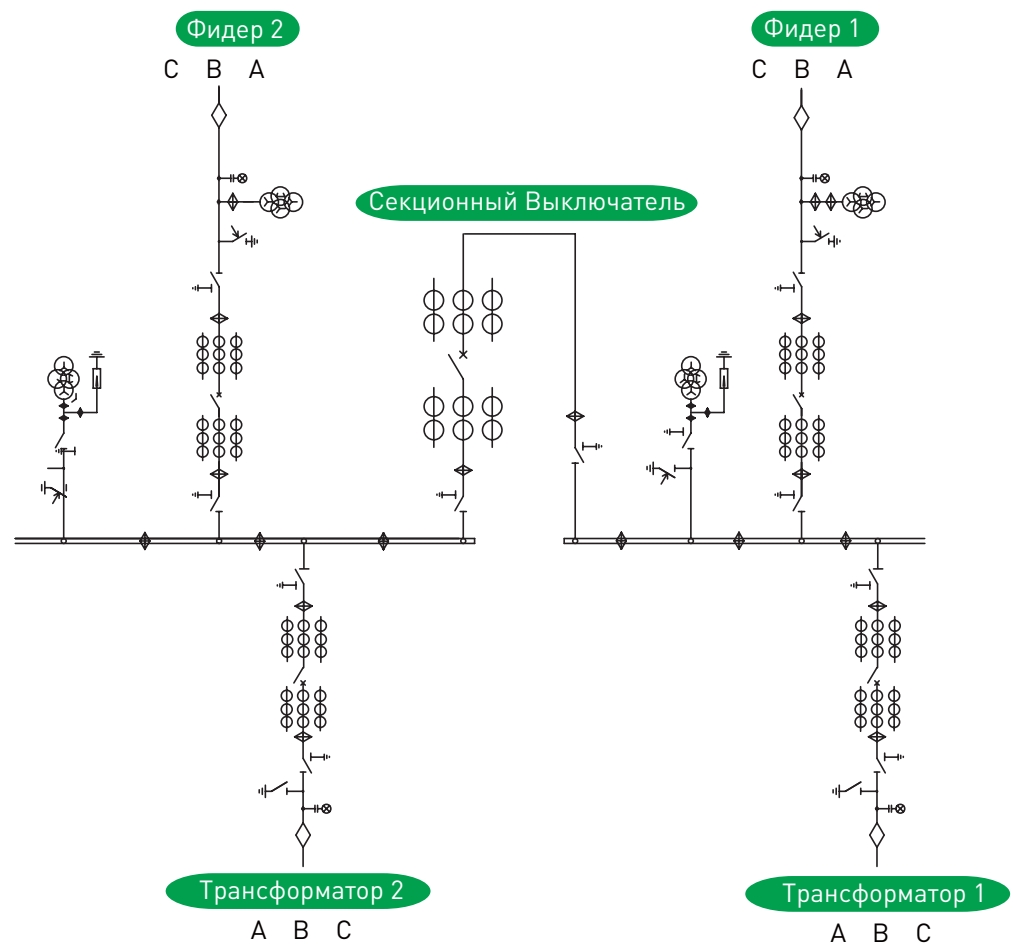 Фидер 2
Фидер 1
C B A
C B A
Секционный Выключатель
Трансформатор 2
Трансформатор 1
A B C
A B C